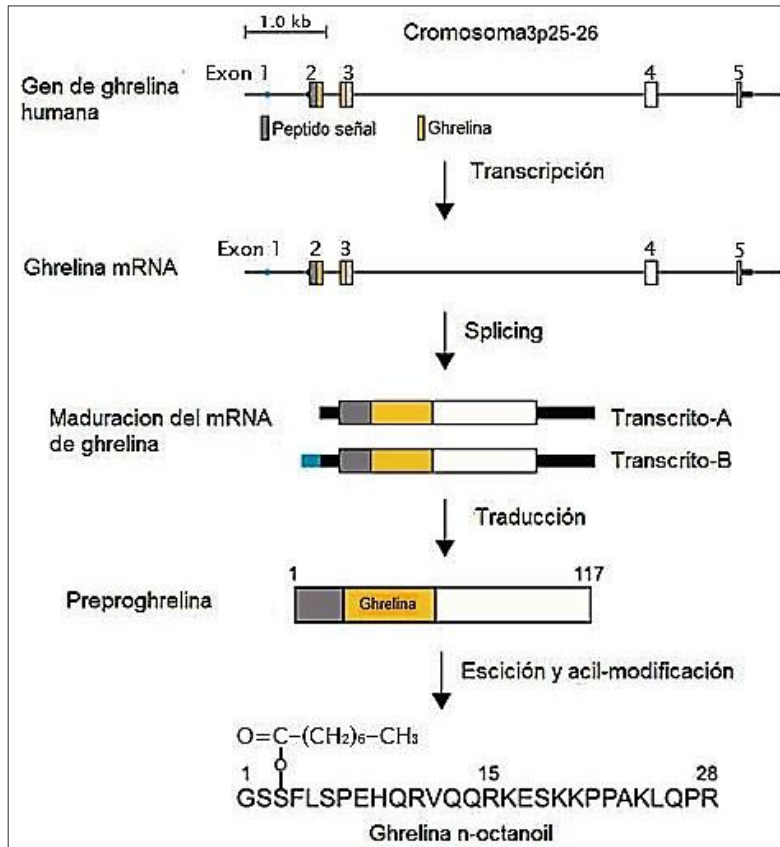 1.0 kb
Cromosoma3p25-26
Gen de ghrelina
humana
Exon 1 2 3 4 5
Peptido señal Ghrelina
Transcripción
Ghrelina mRNA
Exon 1 2 3 4 5
Splicing
Maduracion del mRNA
de ghrelina
Transcrito-A
Transcrito-B
Traducción
1 117
Preproghrelina
Ghrelina
Escición y acil-modificación
O=C-(CH2)6-CH3
O
1 15 28
GSSFLSPEHQRVQQRKESKKPPAKLQPR
Ghrelina n-octanoil